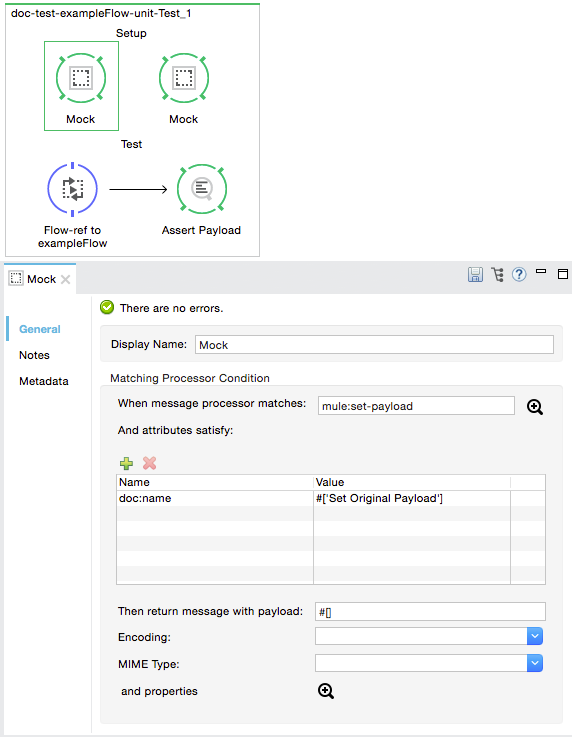 doc-test-exampleFlow-unit-Test_1
Setup
Mock
Mock
Test
Flow-ref to
exampleFlow
Assert Payload
Mock
There are no errors.
General
Notes
Metadata
Display Name:
Mock
Matching Processor Condition
When message processor matches:
mule:set-payload
And attributes satisfy:
Name
Value
doc:name
#['Set Original Payload']
Then return message with payload:
#[]
Encoding:
MIME Type:
and properties